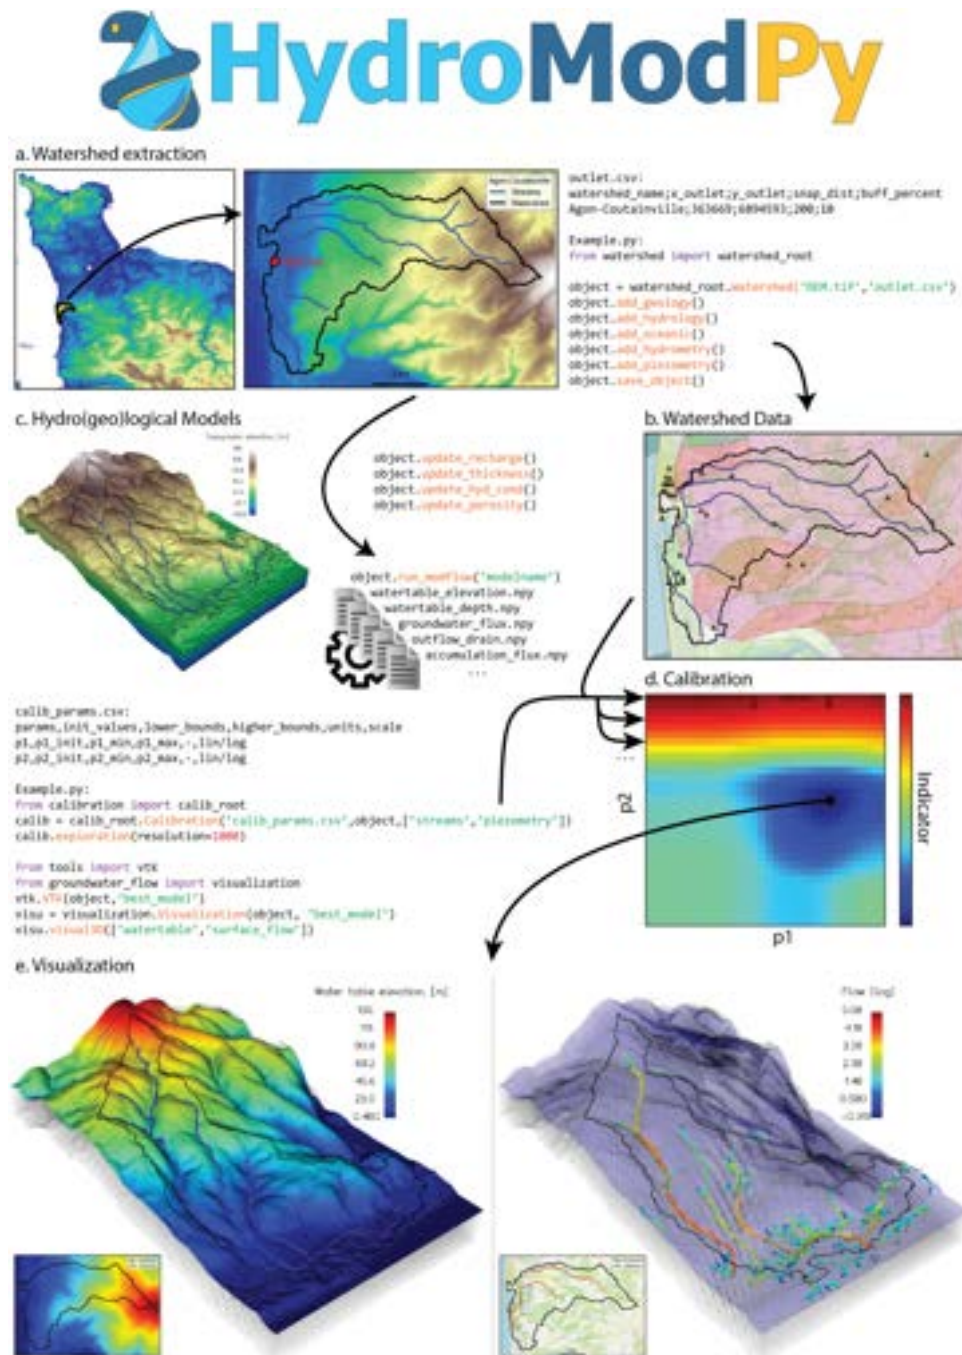 HydroModPy
a. Watershed extraction
Agon-Coutainville
Streams
Watershed
outlet.csv:
watershed_name;x_outlet;y_outlet;snap_dist;buff_percent
Agon-Coutainville;363669;6894593;200;10
Example.py:
from watershed import watershed_root
object = watershed_root.Watershed("DEM.tif","outlet.csv")
object.add_geology()
object.add_hydrology()
object.add_oceanic()
object.add_hydrometry()
object.add_piezometry()
object.save_object()
c. Hydro(geo)logical Models
Topographic elevation [m]
b. Watershed Data
object.update_recharge()
object.update_thickness()
object.update_hyd_cond()
object.update_porosity()
object.run_modflow("modelname")
watertable_elevation.npy
watertable_depth.npy
groundwater_flux.npy
outflow_drain.npy
accumulation_flux.npy
...
d. Calibration
calib_params.csv:
params,init_values,lower_bounds,higher_bounds,units,scale
p1,p1_init,p1_min,p1_max,-,lin/log
p2,p2_init,p2_min,p2_max,-,lin/log
Example.py:
from calibration import calib_root
calib = calib_root.Calibration("calib_params.csv",object,["streams","piezometry"])
calib.exploration(resolution=1000)
from tools import vtk
from groundwater_flow import visualization
vtk.VTK(object,"best_model")
visu = visualization.Visualization(object, "best_model")
visu.visual3D(["watertable","surface_flow"])
...
p2
Indicator
p1
e. Visualization
Water table elevation [m]
Flow [log]